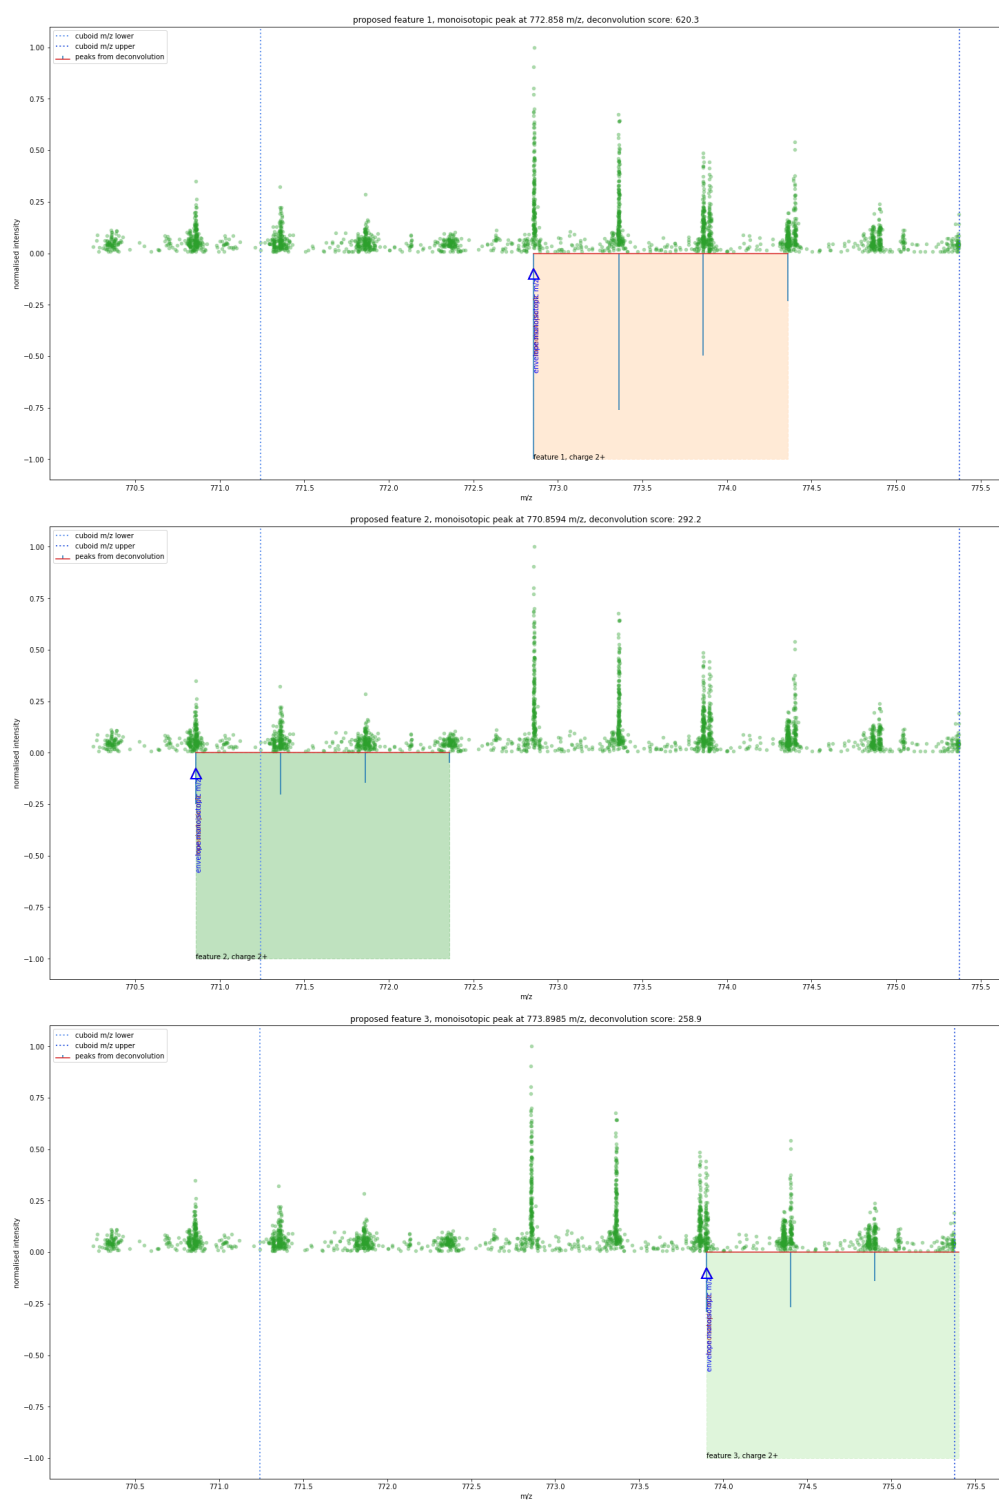 proposed feature 1, monoisotopic peak at 772.858 m/z, deconvolution score: 620.3
cuboid m/z lower
cuboid m/z upper
peaks from deconvolution
1.00
0.75
0.50
0.25
0.00
−0.25
−0.50
−0.75
−1.00
normalised intensity
feature 1, charge 2+
770.5 771.0 771.5 772.0 772.5 773.0 773.5 774.0 774.5 775.0 775.5
m/z
proposed feature 2, monoisotopic peak at 770.8594 m/z, deconvolution score: 292.2
cuboid m/z lower
cuboid m/z upper
peaks from deconvolution
1.00
0.75
0.50
0.25
0.00
−0.25
−0.50
−0.75
−1.00
normalised intensity
feature 2, charge 2+
770.5 771.0 771.5 772.0 772.5 773.0 773.5 774.0 774.5 775.0 775.5
m/z
proposed feature 3, monoisotopic peak at 773.8985 m/z, deconvolution score: 258.9
cuboid m/z lower
cuboid m/z upper
peaks from deconvolution
1.00
0.75
0.50
0.25
0.00
−0.25
−0.50
−0.75
−1.00
normalised intensity
feature 3, charge 2+
770.5 771.0 771.5 772.0 772.5 773.0 773.5 774.0 774.5 775.0 775.5
m/z